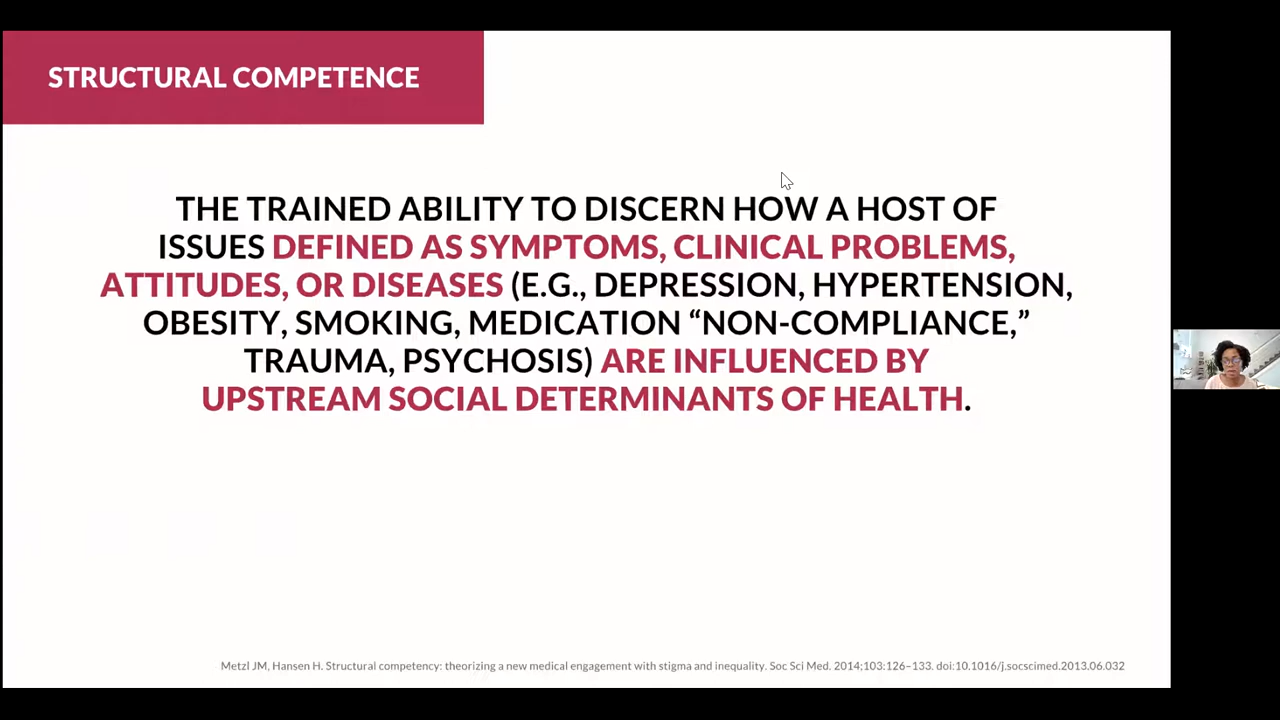 STRUCTURAL COMPETENCE
THE TRAINED ABILITY TO DISCERN HOW A HOST OF
ISSUES DEFINED AS SYMPTOMS, CLINICAL PROBLEMS,
ATTITUDES, OR DISEASES (E.G., DEPRESSION, HYPERTENSION,
OBESITY, SMOKING, MEDICATION “NON-COMPLIANCE,”
TRAUMA, PSYCHOSIS) ARE INFLUENCED BY
UPSTREAM SOCIAL DETERMINANTS OF HEALTH.
Metzl JM, Hansen H. Structural competency: theorizing a new medical engagement with stigma and inequality. Soc Sci Med. 2014;103:126–133. doi:10.1016/j.socscimed.2013.06.032